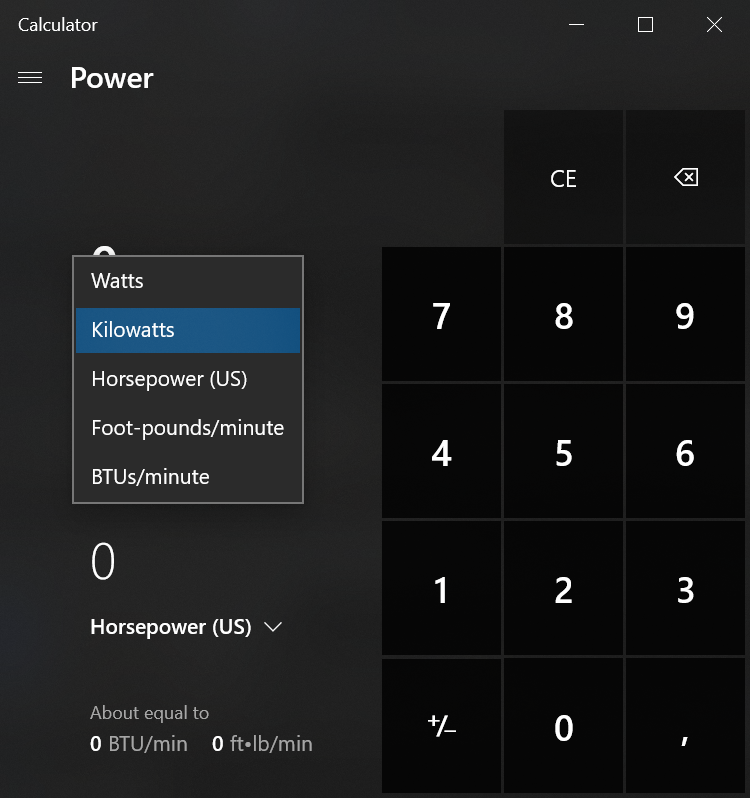 Calculator
Power
CE
Watts
Kilowatts
Horsepower (US)
Foot-pounds/minute
BTUs/minute
7 8 9
4 5 6
0
Horsepower (US)
1 2 3
About equal to
0 BTU/min 0 ft•lb/min
+/− 0 ,